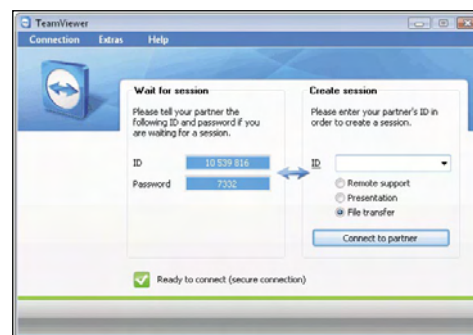 TeamViewer
Connection Extras Help
Wait for session
Please tell your partner the
following ID and password if you
are waiting for a session.
ID 10 539 816
Password 7332
Create session
Please enter your partner's ID in
order to create a session.
ID
Remote support
Presentation
File transfer
Connect to partner
Ready to connect (secure connection)